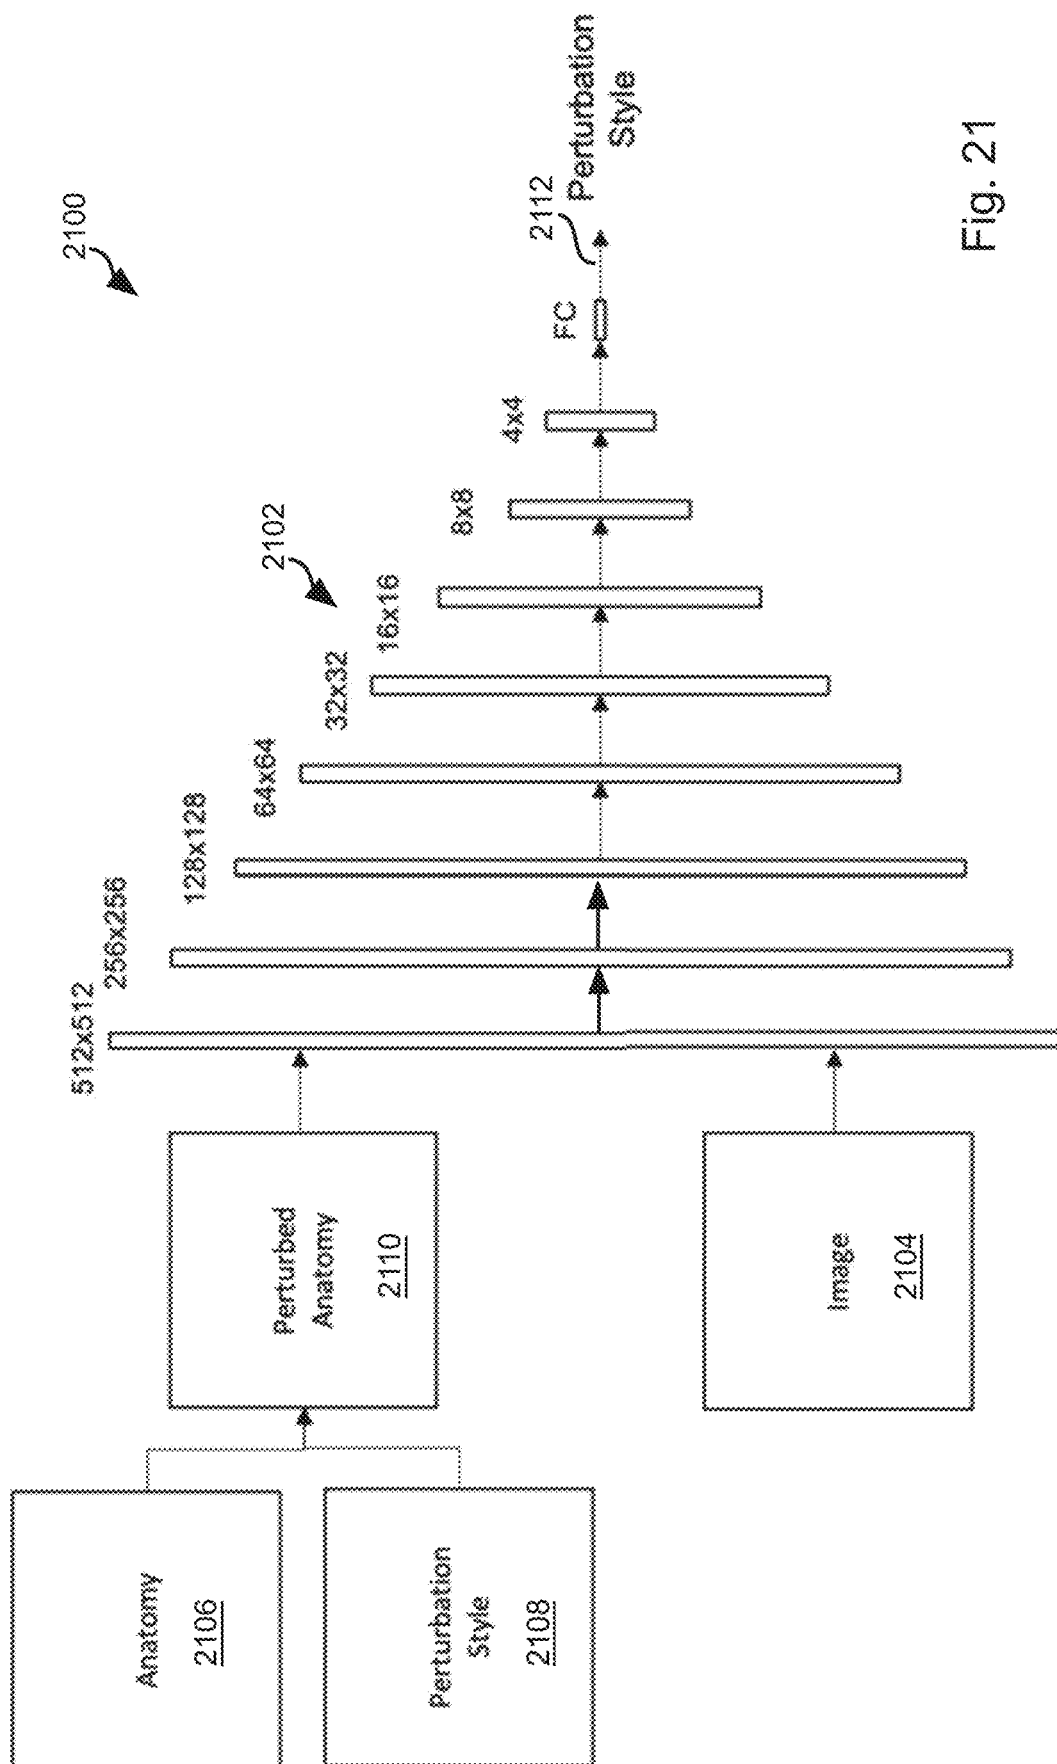 2100
Anatomy
2106
Perturbation
Style
2108
Perturbed
Anatomy
2110
Image
2104
512x512
256x256
128x128
64x64
32x32
16x16
2102
8x8
4x4
FC
2112
Perturbation
Style
Fig. 21